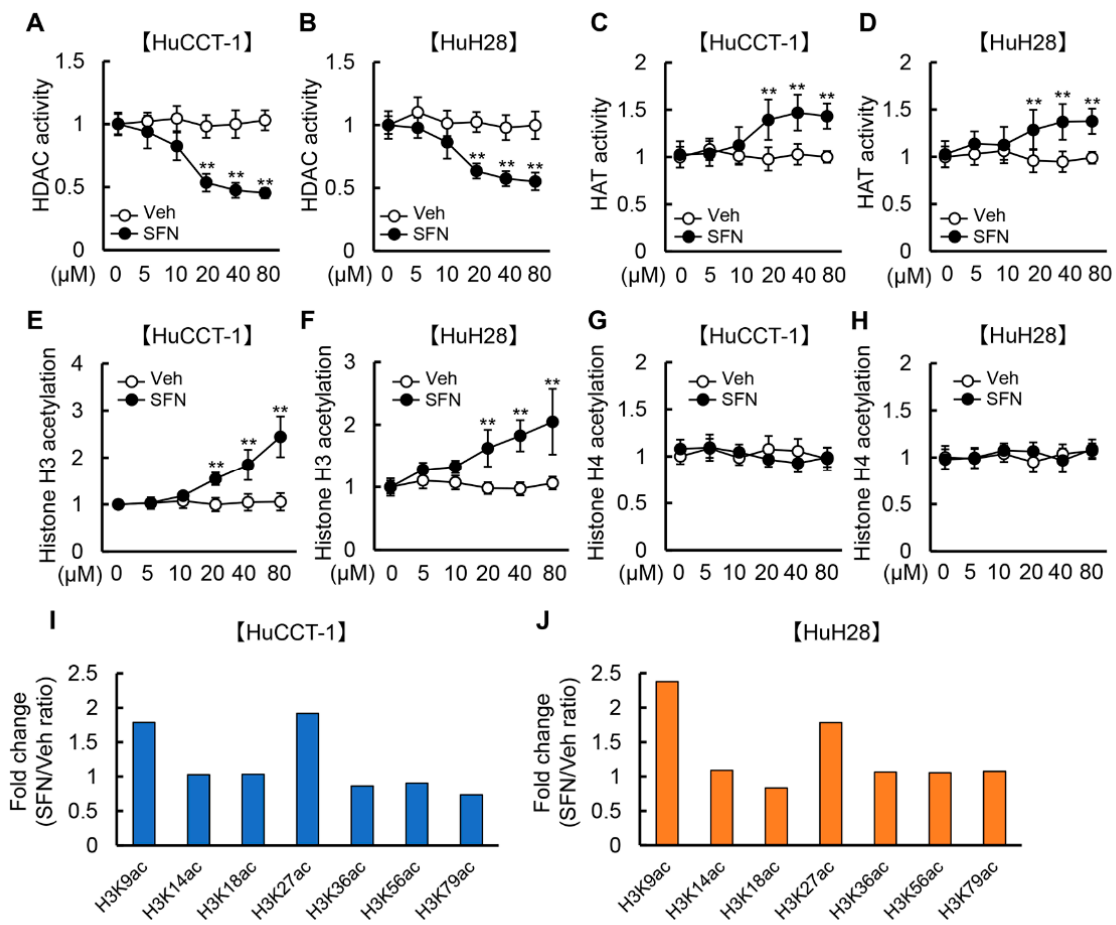 A
【HuCCT-1】
HDAC activity
1.5
1
0.5
0
** ** **
Veh
SFN
(μM) 0 5 10 20 40 80
B
【HuH28】
HDAC activity
1.5
1
0.5
0
** ** **
Veh
SFN
0 5 10 20 40 80
C
【HuCCT-1】
HAT activity
2
1.5
1
0.5
0
** ** **
Veh
SFN
(μM) 0 5 10 20 40 80
D
【HuH28】
HAT activity
2
1.5
1
0.5
0
** ** **
Veh
SFN
0 5 10 20 40 80
E
【HuCCT-1】
Histone H3 acetylation
4
3
2
1
0
Veh
SFN
** ** **
(μM) 0 5 10 20 40 80
F
【HuH28】
Histone H3 acetylation
3
2
1
0
Veh
SFN
** ** **
0 5 10 20 40 80
G
【HuCCT-1】
Histone H4 acetylation
2
1.5
1
0.5
0
Veh
SFN
(μM) 0 5 10 20 40 80
H
【HuH28】
Histone H4 acetylation
2
1.5
1
0.5
0
Veh
SFN
0 5 10 20 40 80
I
【HuCCT-1】
Fold change
(SFN/Veh ratio)
2.5
2
1.5
1
0.5
0
H3K9ac
H3K14ac
H3K18ac
H3K27ac
H3K36ac
H3K56ac
H3K79ac
J
【HuH28】
Fold change
(SFN/Veh ratio)
2.5
2
1.5
1
0.5
0
H3K9ac
H3K14ac
H3K18ac
H3K27ac
H3K36ac
H3K56ac
H3K79ac